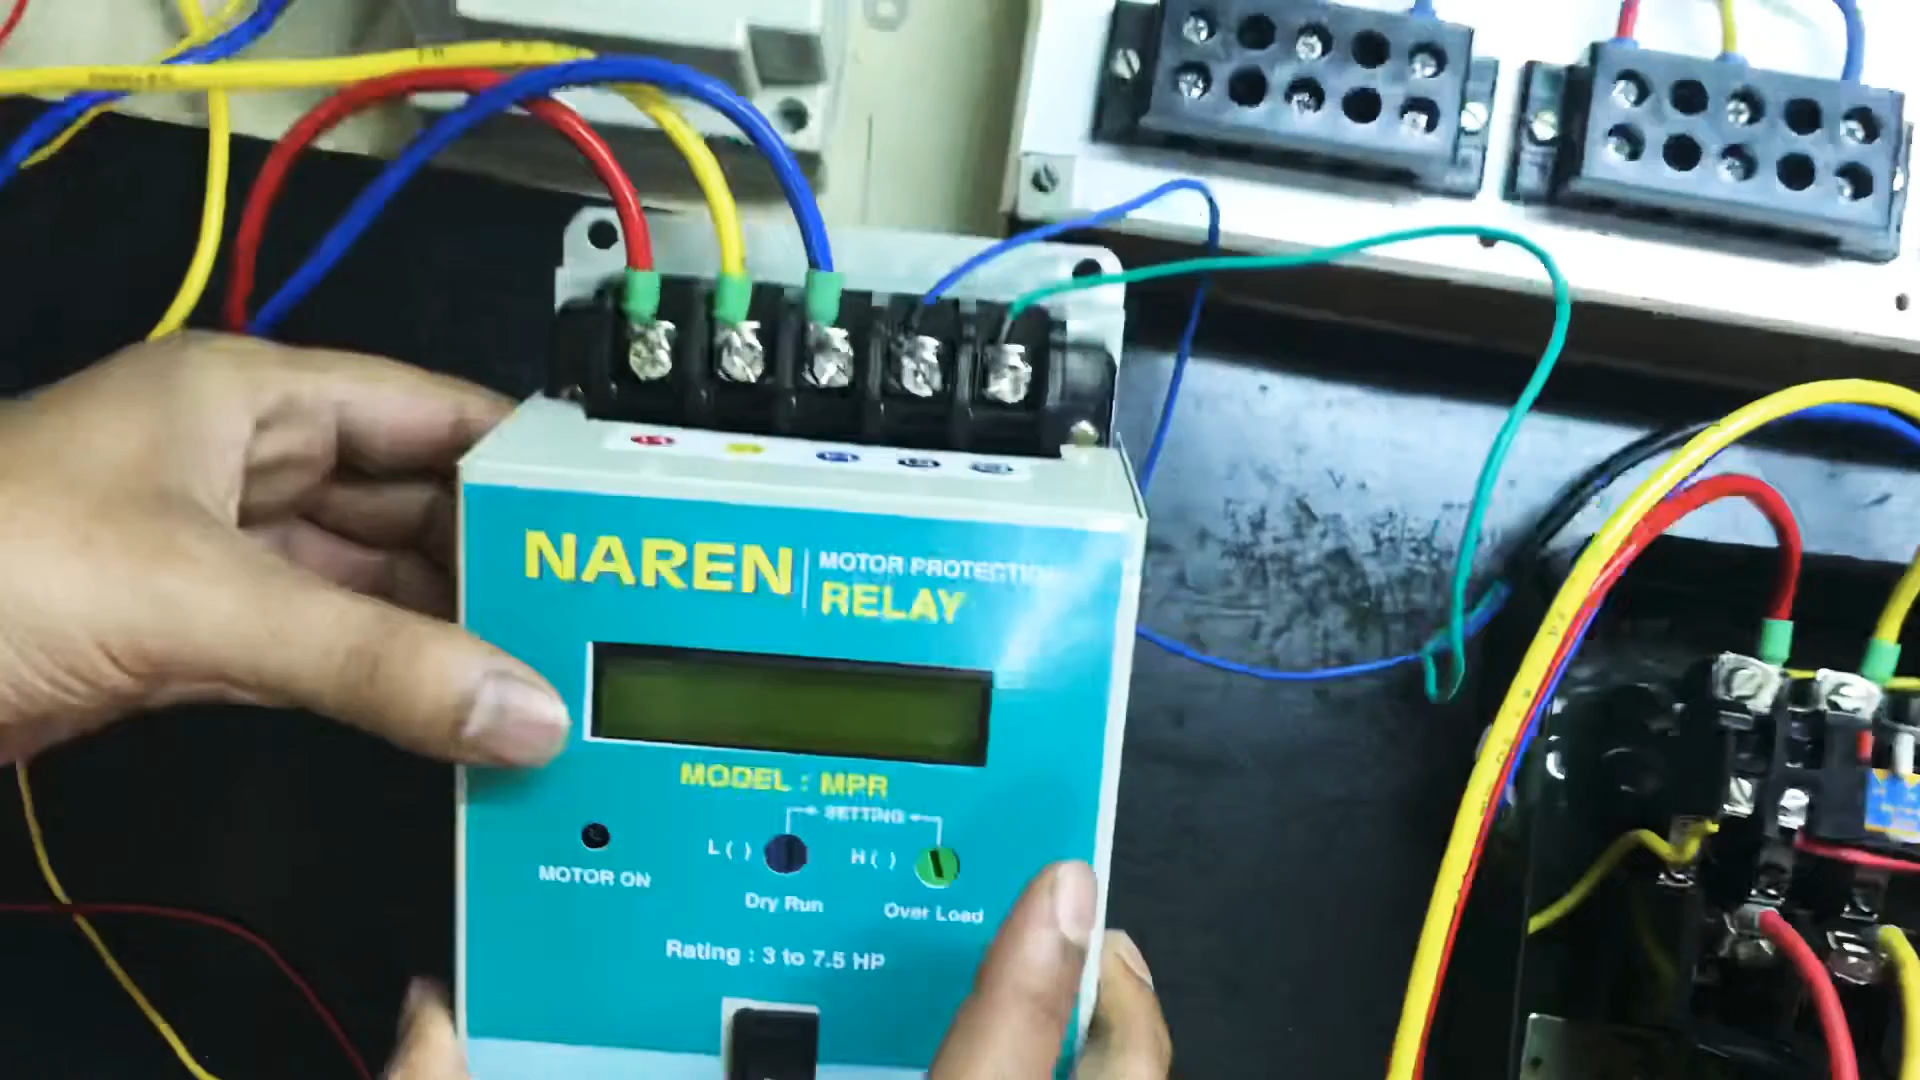 NAREN
MOTOR PROTECTION
RELAY
MODEL : MPR
SETTING
L ( )
H ( )
MOTOR ON
Dry Run
Over Load
Rating : 3 to 7.5 HP